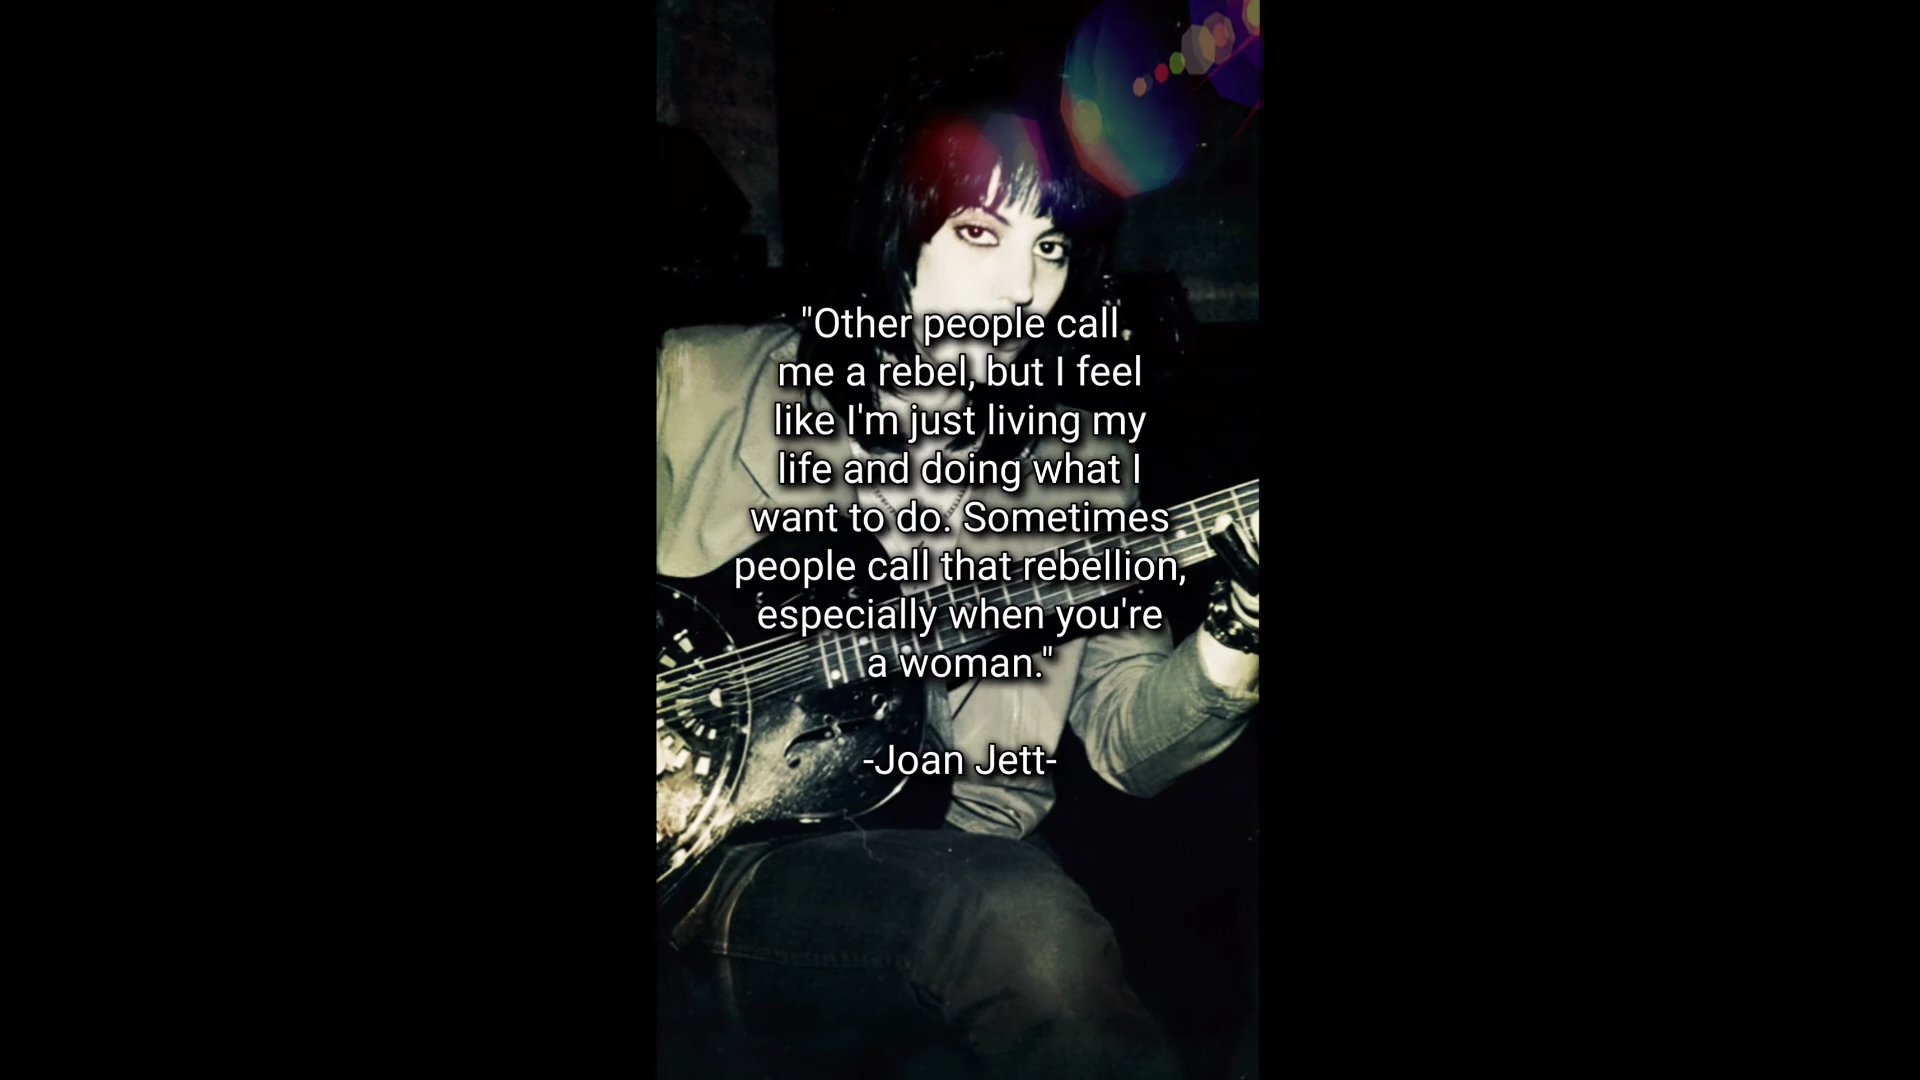 "Other people call
me a rebel, but I feel
like I'm just living my
life and doing what I
want to do. Sometimes
people call that rebellion,
especially when you're
a woman."
-Joan Jett-